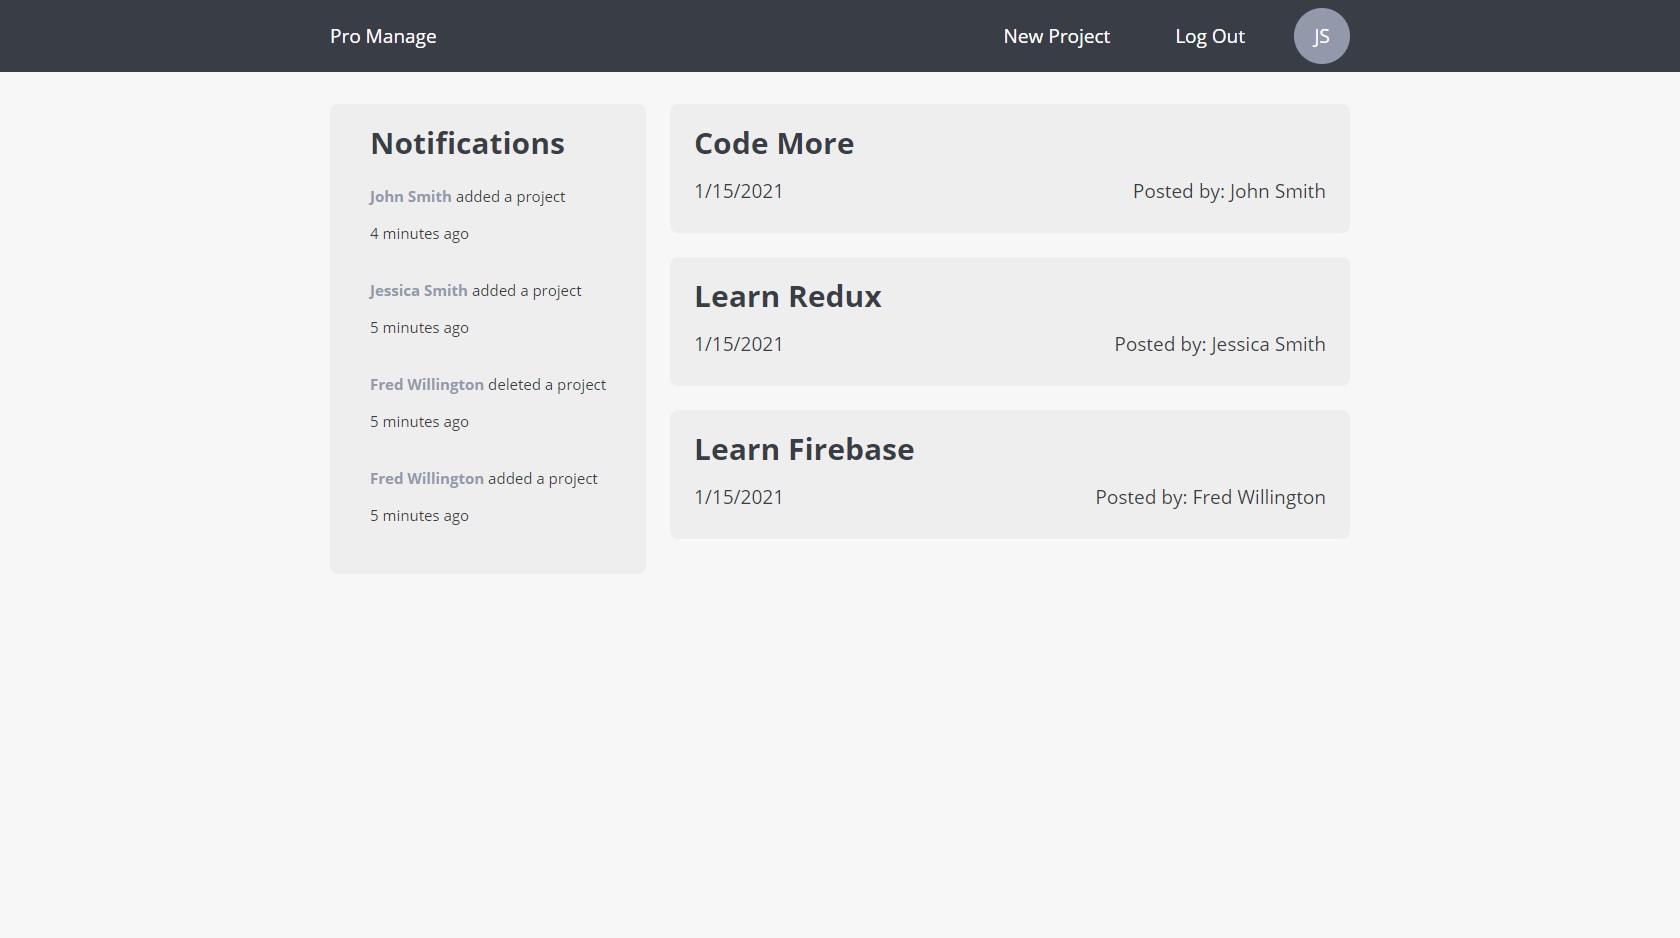 Pro Manage
New Project
Log Out
JS
Notifications
John Smith added a project
4 minutes ago
Jessica Smith added a project
5 minutes ago
Fred Willington deleted a project
5 minutes ago
Fred Willington added a project
5 minutes ago
Code More
1/15/2021
Posted by: John Smith
Learn Redux
1/15/2021
Posted by: Jessica Smith
Learn Firebase
1/15/2021
Posted by: Fred Willington